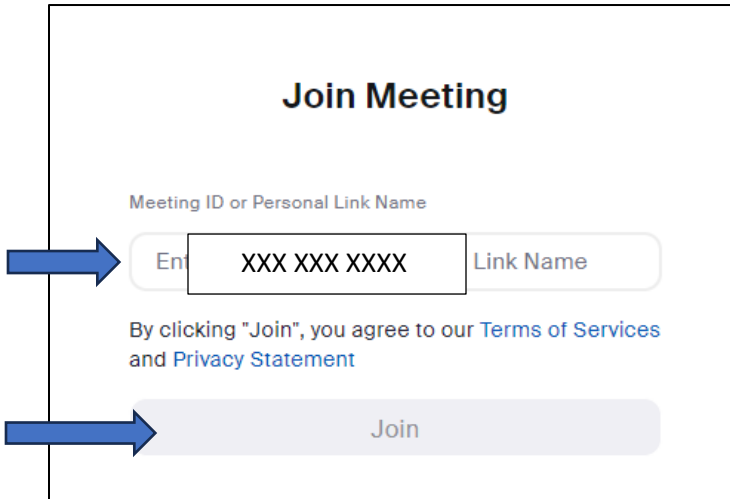 Join Meeting
Meeting ID or Personal Link Name
Ent XXX XXX XXXX Link Name
By clicking "Join", you agree to our Terms of Services
and Privacy Statement
Join